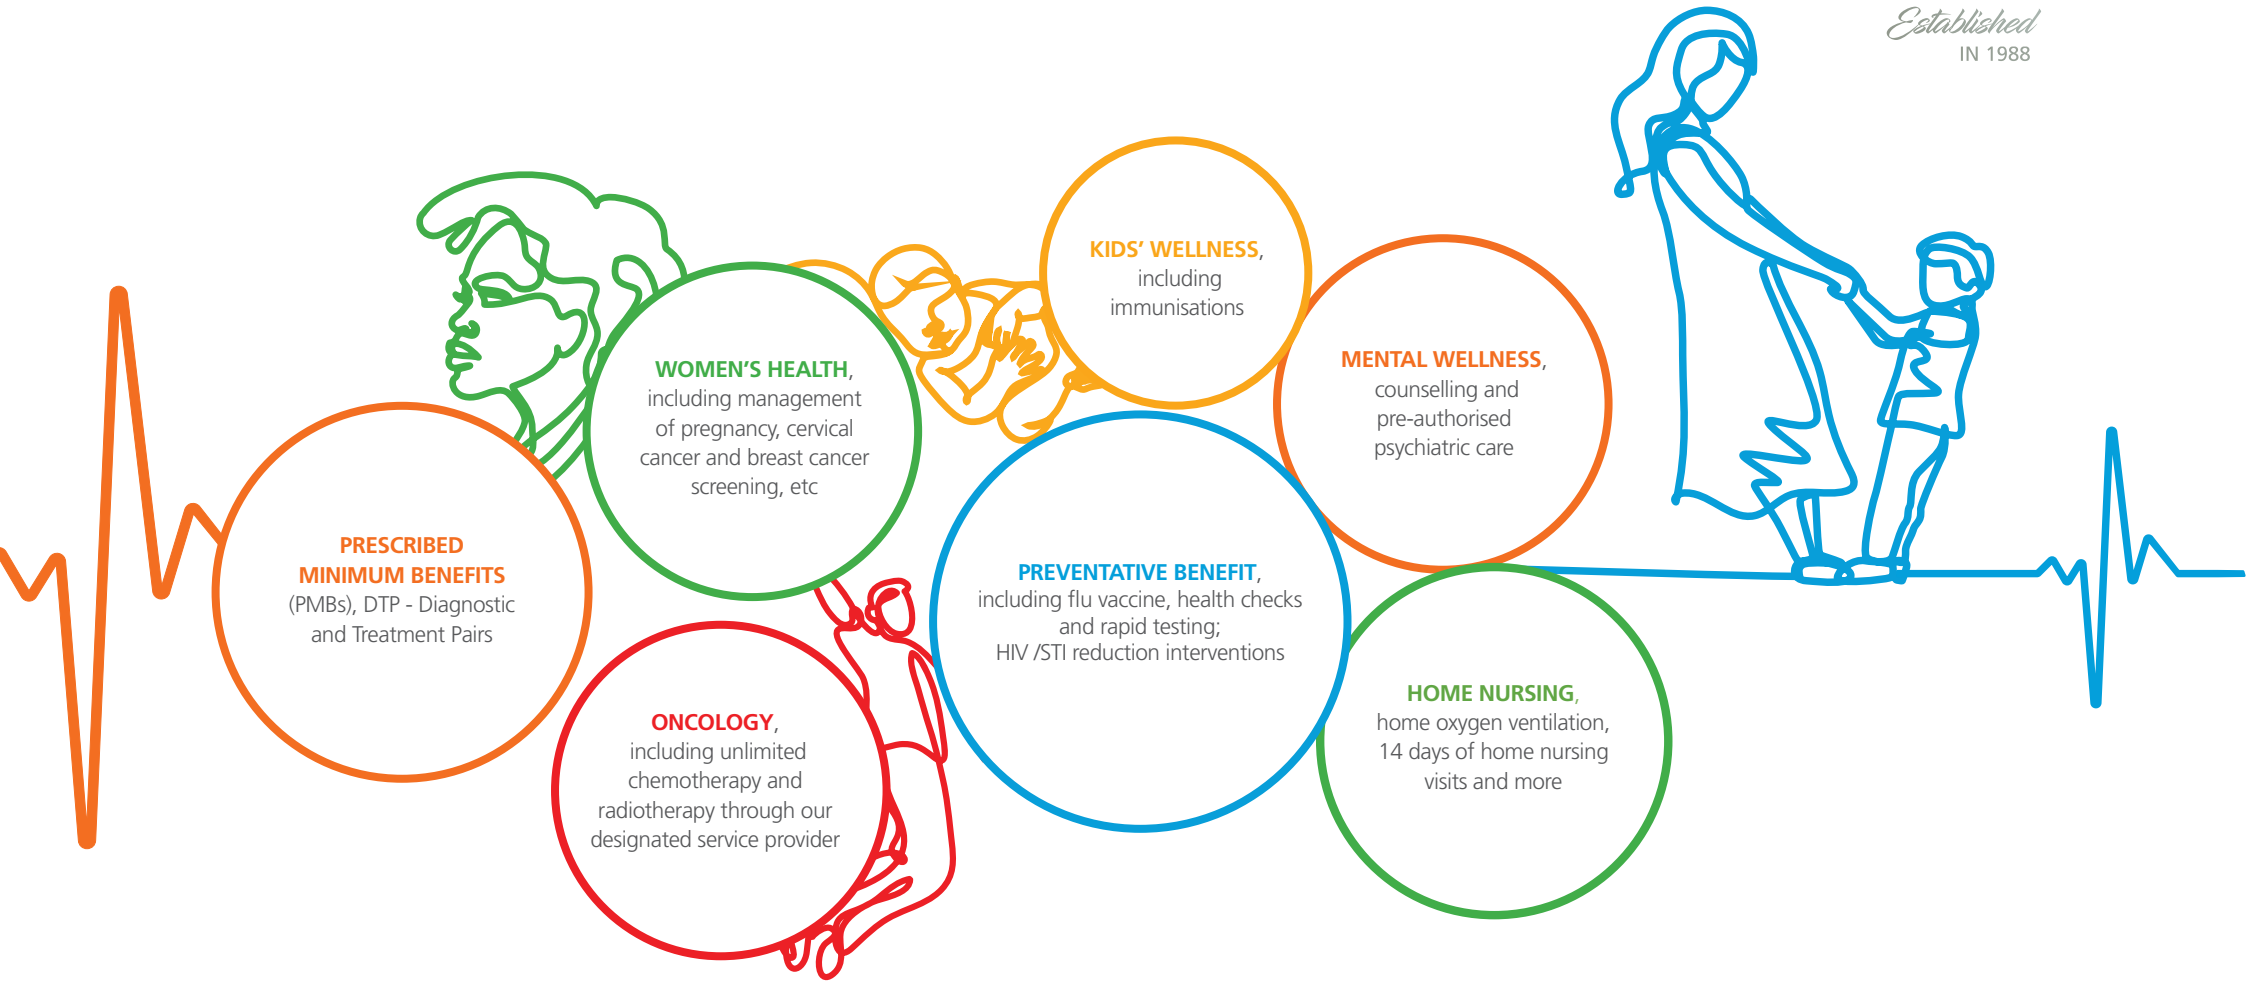 Established
IN 1988
KIDS’ WELLNESS,
including
immunisations
MENTAL WELLNESS,
counselling and
pre-authorised
psychiatric care
WOMEN’S HEALTH,
including management
of pregnancy, cervical
cancer and breast cancer
screening, etc
PRESCRIBED
MINIMUM BENEFITS
(PMBs), DTP - Diagnostic
and Treatment Pairs
PREVENTATIVE BENEFIT,
including flu vaccine, health checks
and rapid testing;
HIV /STI reduction interventions
ONCOLOGY,
including unlimited
chemotherapy and
radiotherapy through our
designated service provider
HOME NURSING,
home oxygen ventilation,
14 days of home nursing
visits and more